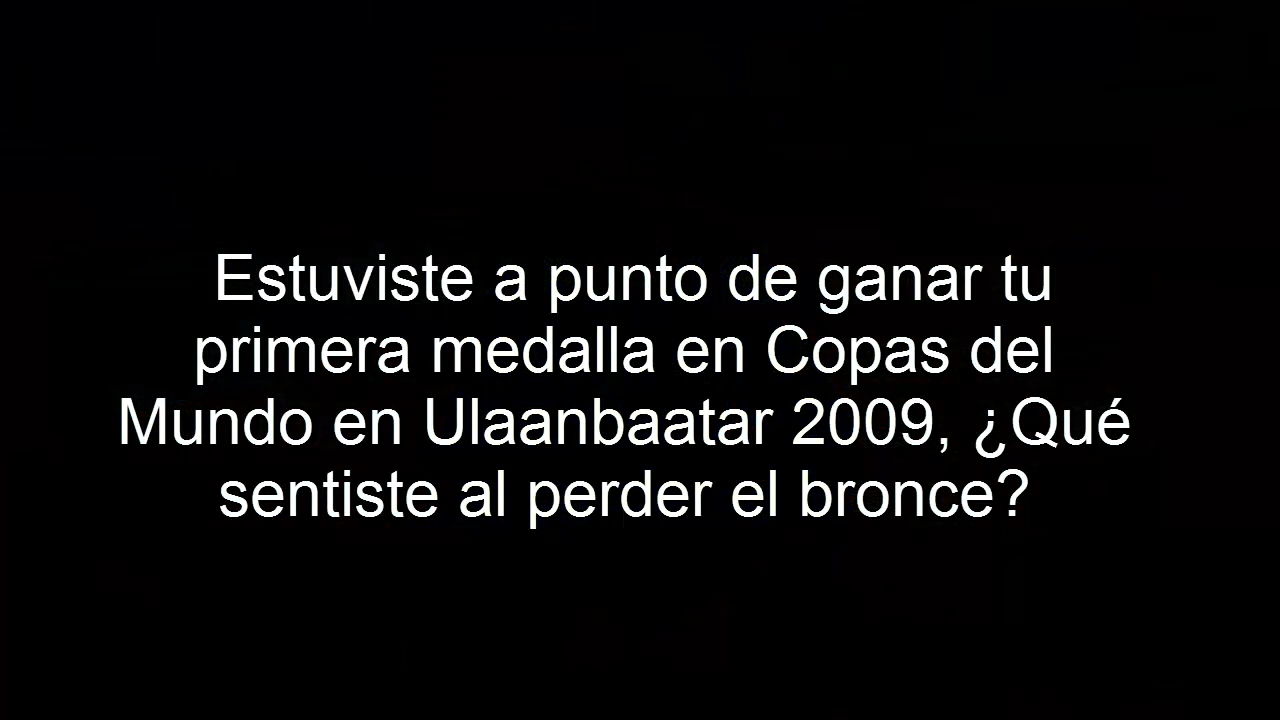 Estuviste a punto de ganar tu
primera medalla en Copas del
Mundo en Ulaanbaatar 2009, ¿Qué
sentiste al perder el bronce?